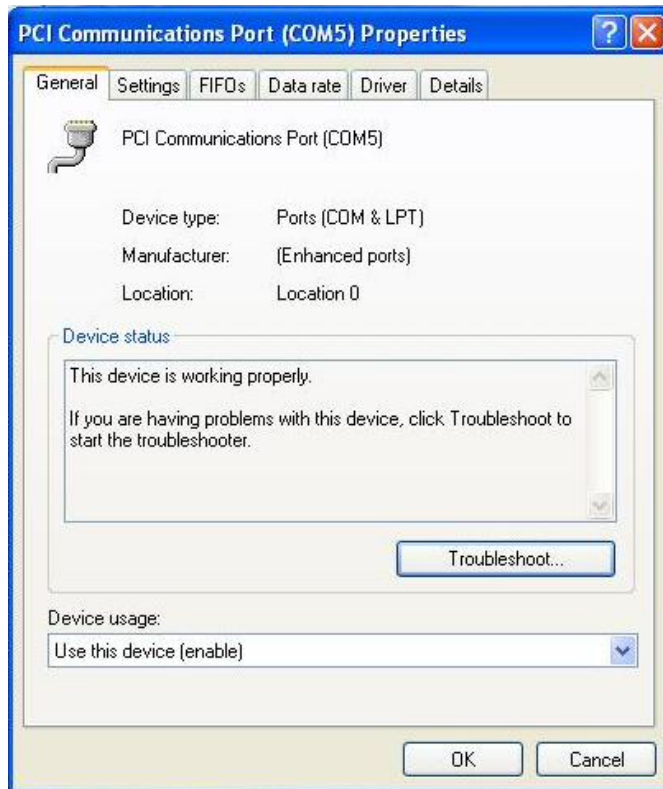 PCI Communications Port (COM5) Properties
General Settings FIFOs Data rate Driver Details
PCI Communications Port (COM5)
Device type: Ports (COM & LPT)
Manufacturer: (Enhanced ports)
Location: Location 0
Device status
This device is working properly.
If you are having problems with this device, click Troubleshoot to
start the troubleshooter.
Troubleshoot...
Device usage:
Use this device (enable)
OK Cancel